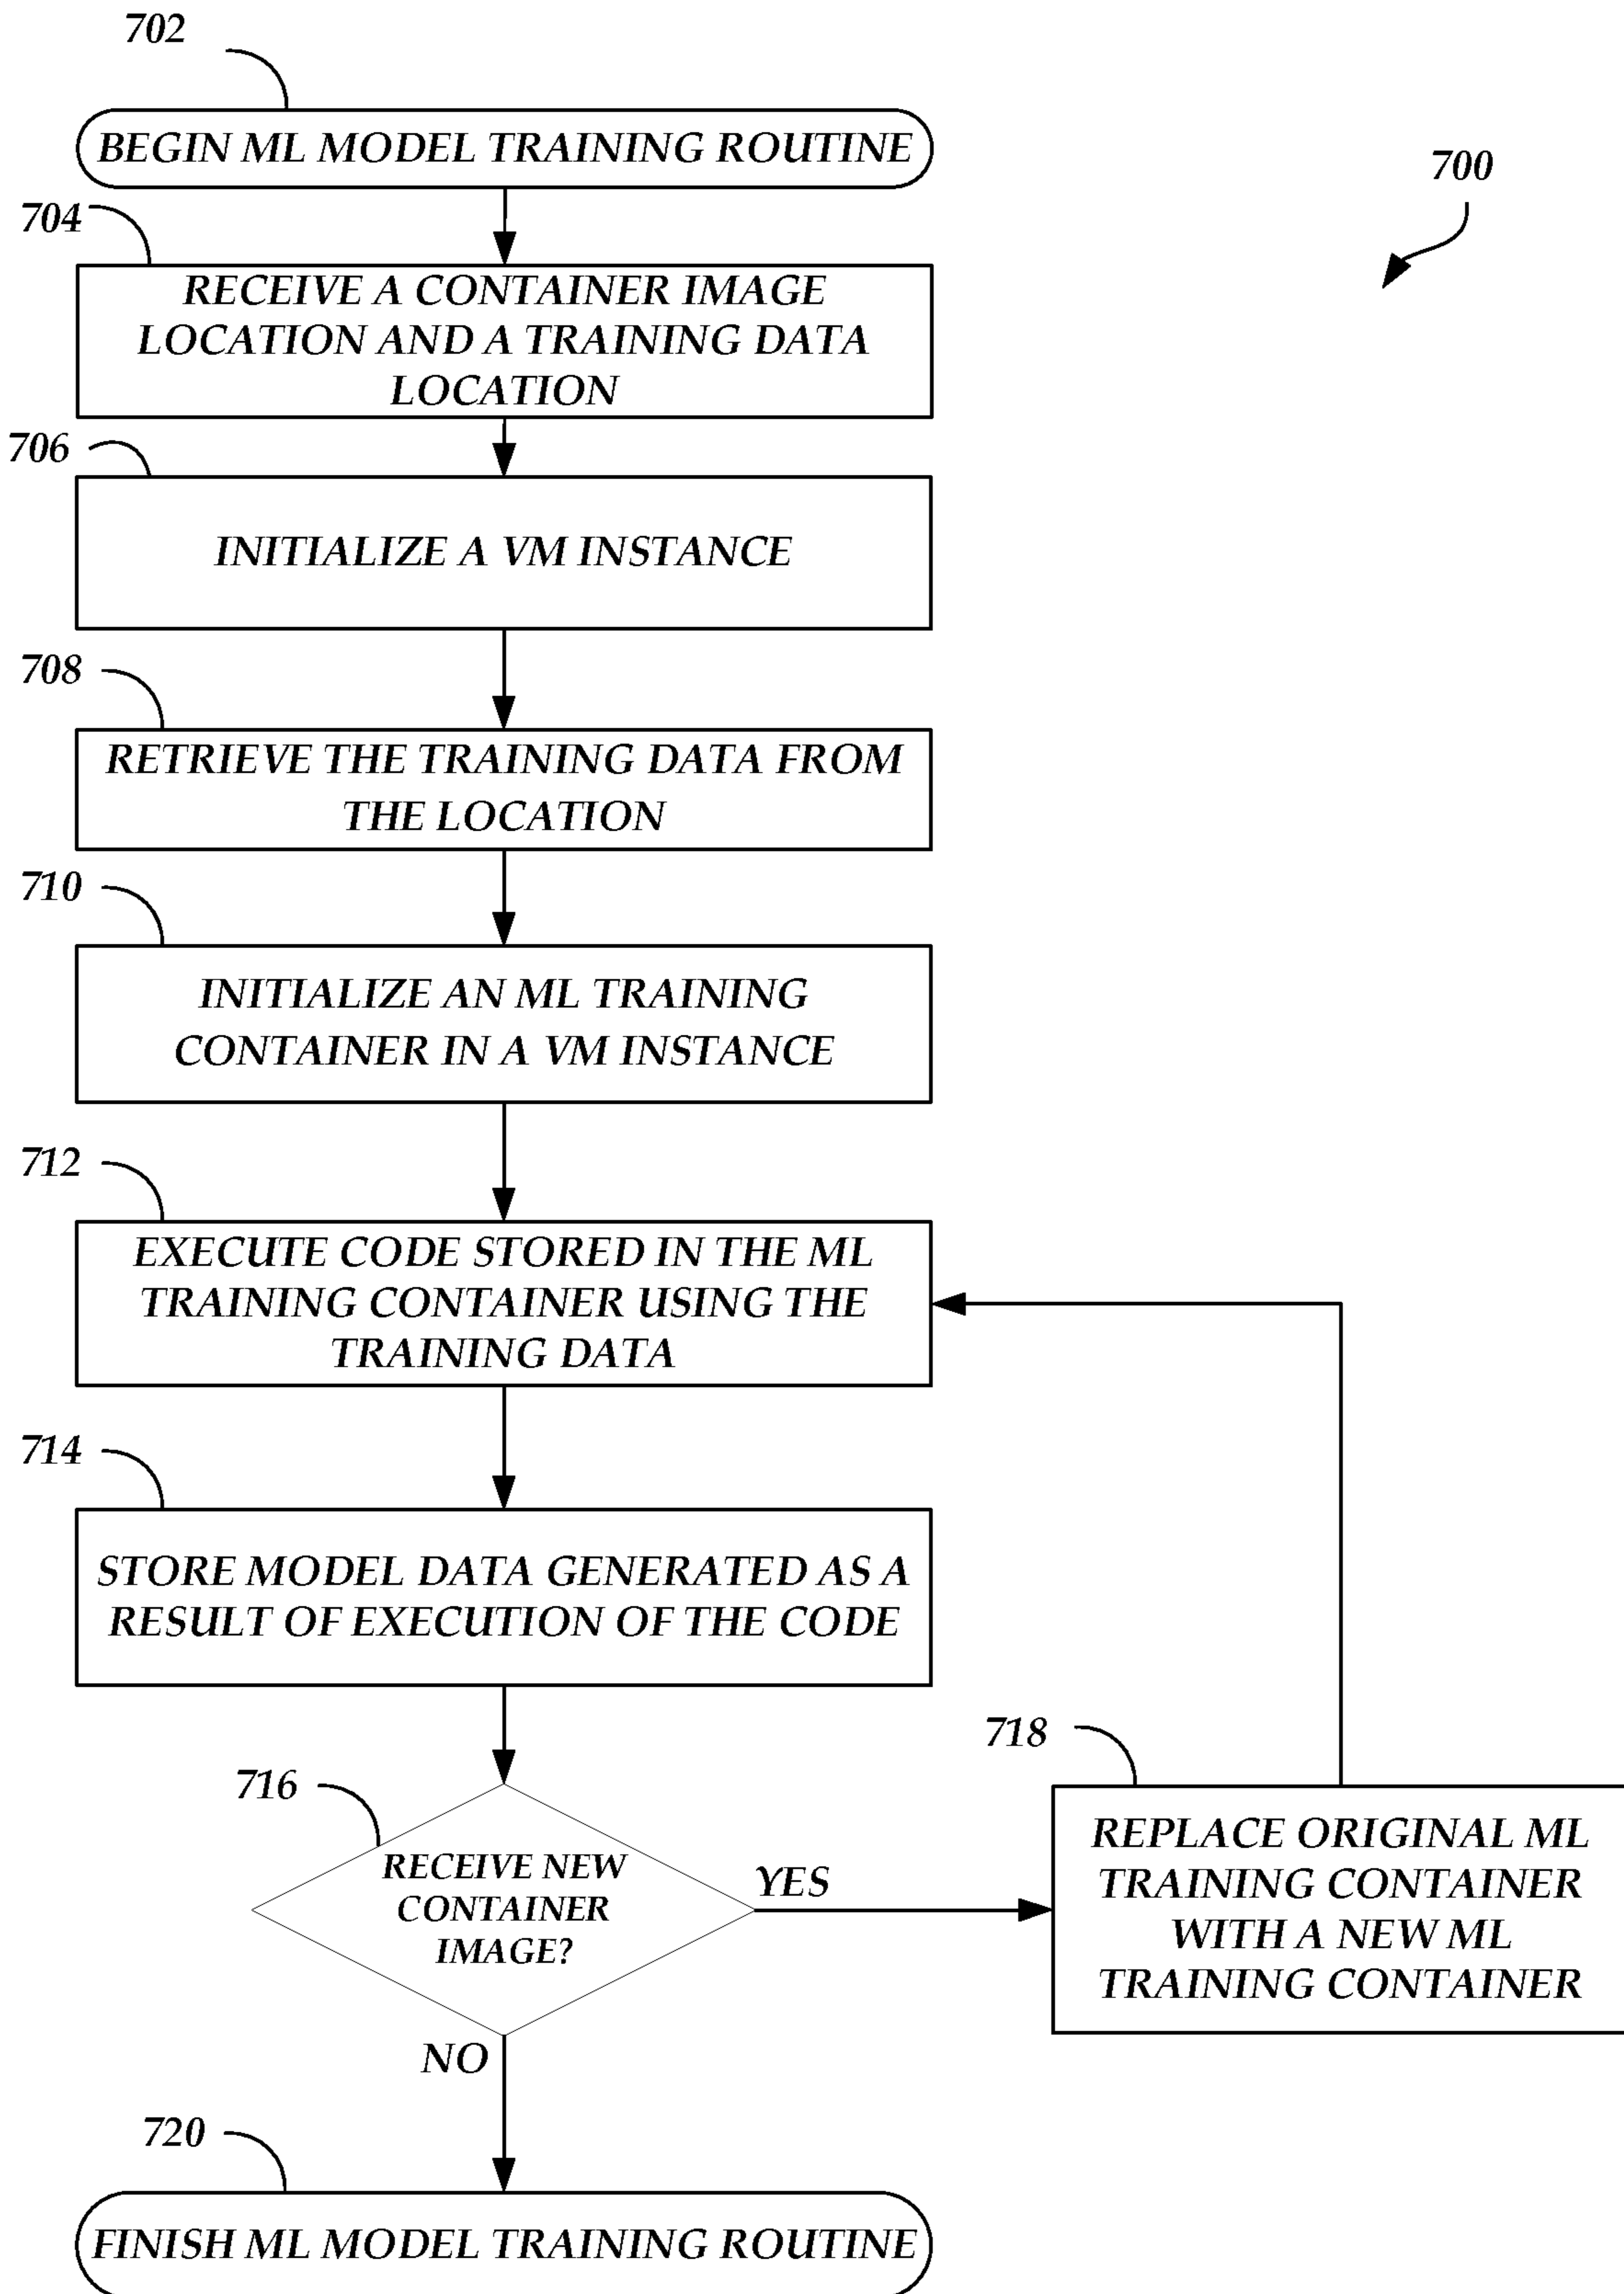 702
BEGIN ML MODEL TRAINING ROUTINE
700
704
RECEIVE A CONTAINER IMAGE
LOCATION AND A TRAINING DATA
LOCATION
706
INITIALIZE A VM INSTANCE
708
RETRIEVE THE TRAINING DATA FROM
THE LOCATION
710
INITIALIZE AN ML TRAINING
CONTAINER IN A VM INSTANCE
712
EXECUTE CODE STORED IN THE ML
TRAINING CONTAINER USING THE
TRAINING DATA
714
STORE MODEL DATA GENERATED AS A
RESULT OF EXECUTION OF THE CODE
716
RECEIVE NEW
CONTAINER
IMAGE?
YES
718
REPLACE ORIGINAL ML
TRAINING CONTAINER
WITH A NEW ML
TRAINING CONTAINER
NO
720
FINISH ML MODEL TRAINING ROUTINE